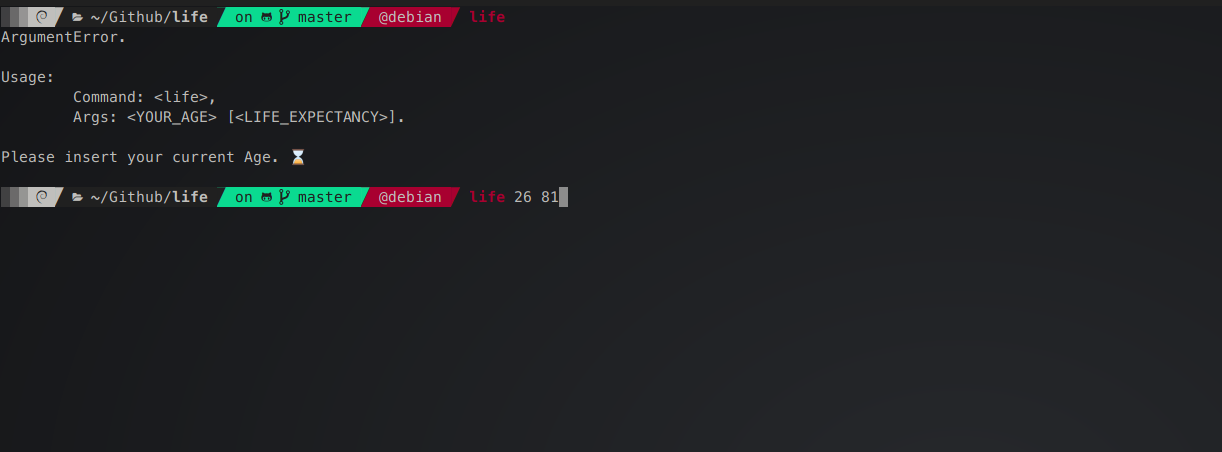 ~/Github/life on master @debian life
ArgumentError.
Usage:
Command: <life>,
Args: <YOUR_AGE> [<LIFE_EXPECTANCY>].
Please insert your current Age. ⌛
~/Github/life on master @debian life 26 81